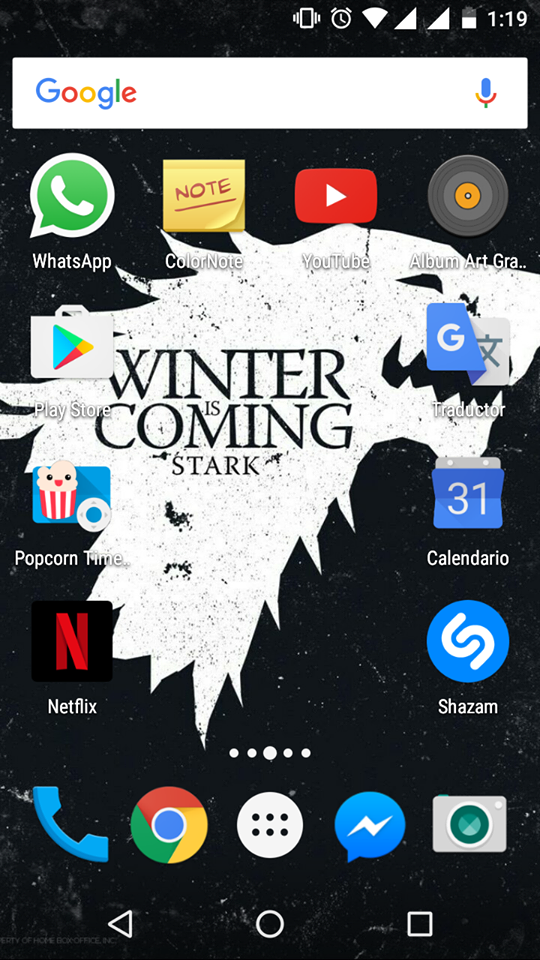 1:19
Google
NOTE
WhatsApp
ColorNote
YouTube
Album Art Gra..
WINTER
IS
COMING
STARK
G 文
Play Store
Traductor
31
Popcorn Time..
Calendario
N
Netflix
Shazam
ERTY OF HOME BOX OFFICE, INC.